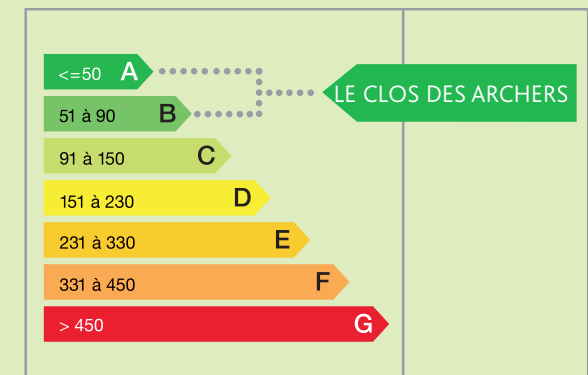 <=50 A
LE CLOS DES ARCHERS
51 à 90 B
91 à 150 C
151 à 230 D
231 à 330 E
331 à 450 F
> 450 G